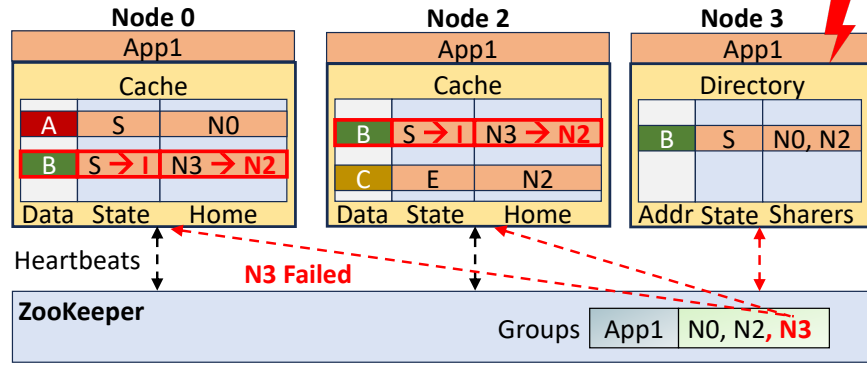 Node 0 Node 2 Node 3
App1 App1 App1
Cache Cache Directory
A S N0
B S → I N3 → N2
Data State Home
B S → I N3 → N2
C E N2
Data State Home
B S N0, N2
Addr State Sharers
Heartbeats
N3 Failed
ZooKeeper
Groups App1 N0, N2, N3